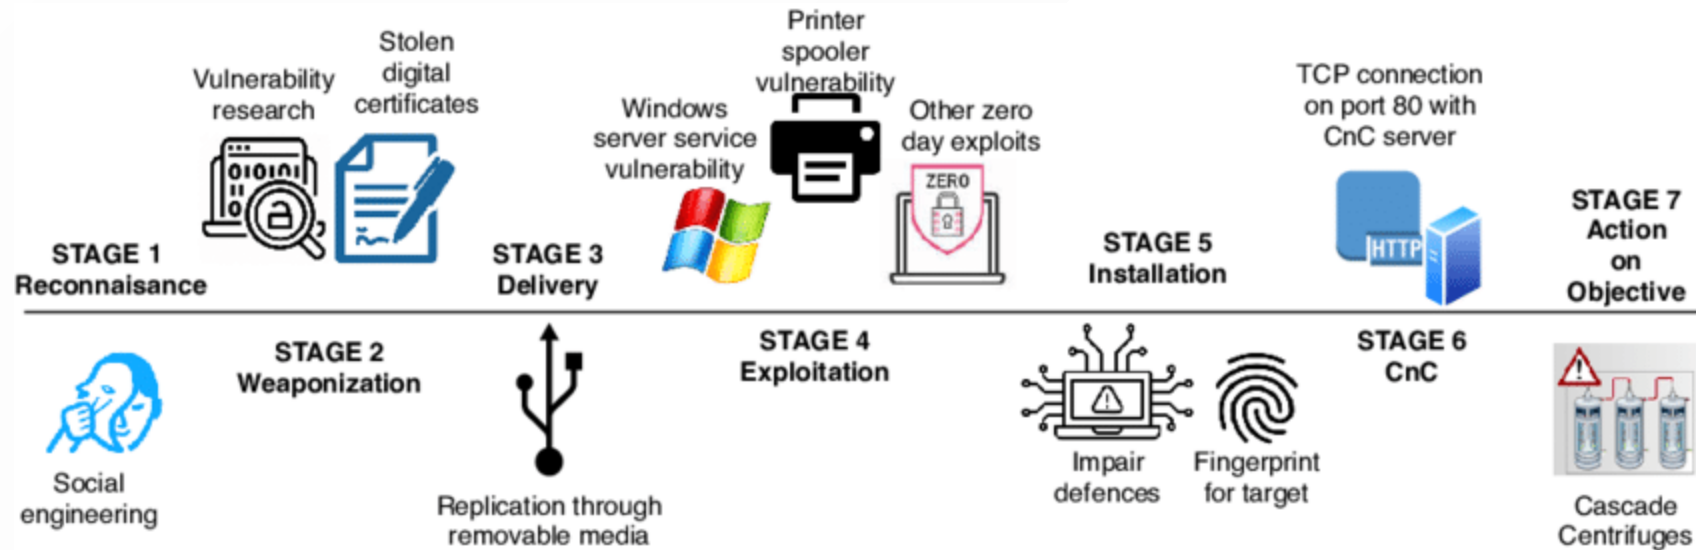 STAGE 1
Reconnaisance
Social
engineering
Vulnerability
research
Stolen
digital
certificates
STAGE 2
Weaponization
STAGE 3
Delivery
Replication through
removable media
Windows
server service
vulnerability
Printer
spooler
vulnerability
Other zero
day exploits
ZERO
STAGE 4
Exploitation
STAGE 5
Installation
Impair
defences
Fingerprint
for target
TCP connection
on port 80 with
CnC server
HTTP
STAGE 6
CnC
STAGE 7
Action
on
Objective
Cascade
Centrifuges